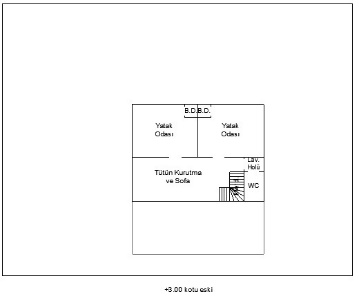 B.D. B.D.
Yatak
Odası
Yatak
Odası
Lav.
Holü
Tütün Kurutma
ve Sofa
WC
+3.00 kotu eski